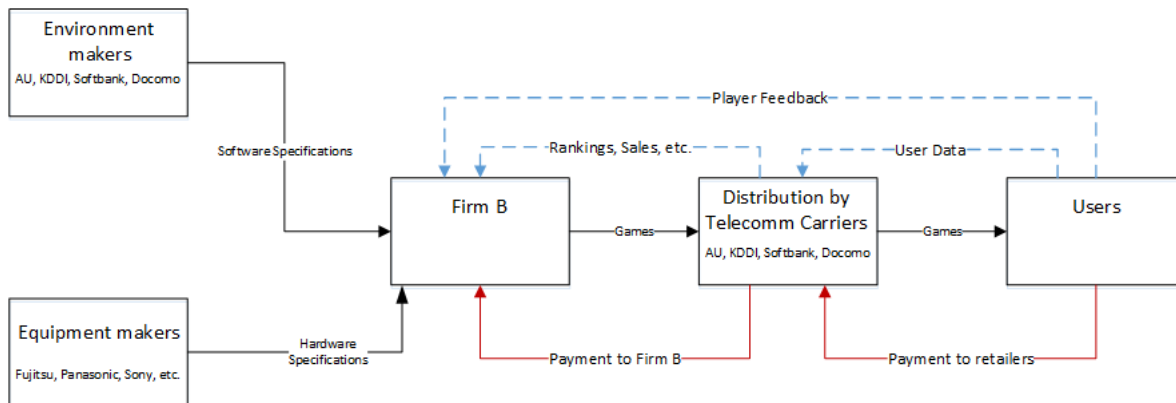 Environment
makers
AU, KDDI, Softbank, Docomo
Player Feedback
Rankings, Sales, etc.
User Data
Software Specifications
Firm B
Games
Distribution by
Telecomm Carriers
AU, KDDI, Softbank, Docomo
Games
Users
Equipment makers
Fujitsu, Panasonic, Sony, etc.
Hardware
Specifications
Payment to Firm B
Payment to retailers